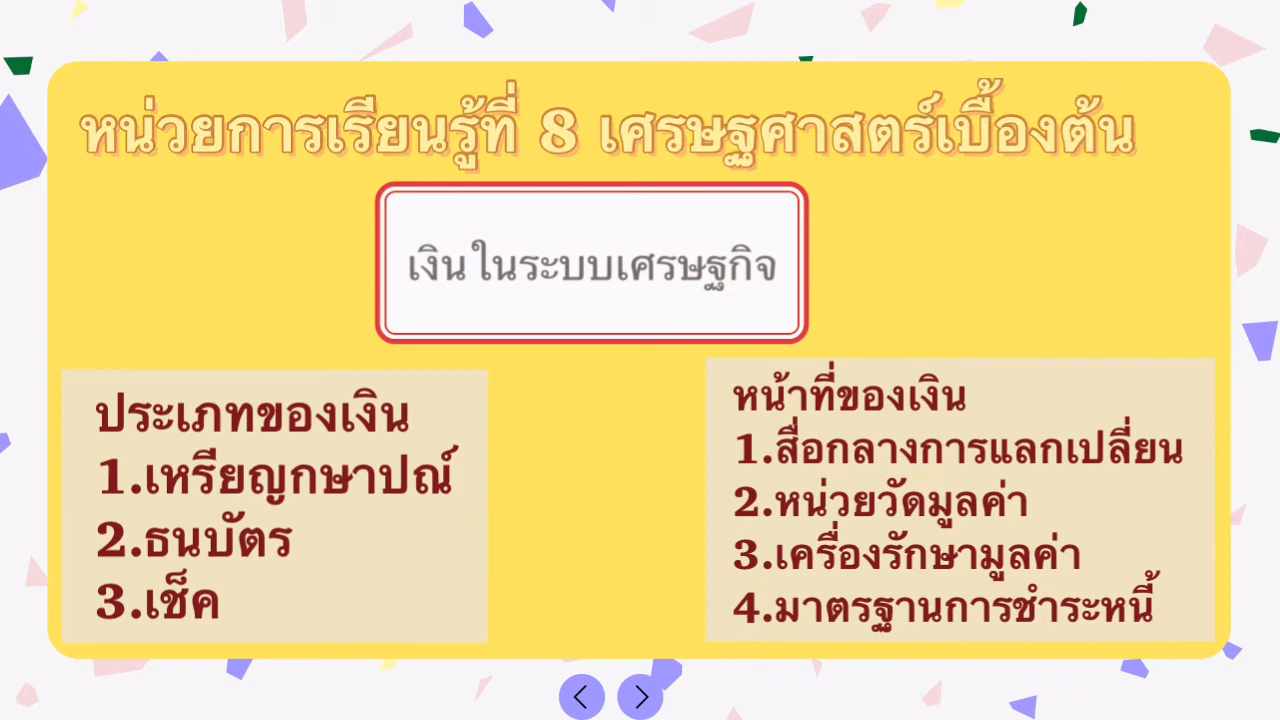 หน่วยการเรียนรู้ที่ 8 เศรษฐศาสตร์เบื้องต้น
เงินในระบบเศรษฐกิจ
ประเภทของเงิน
1.เหรียญกษาปณ์
2.ธนบัตร
3.เช็ค
หน้าที่ของเงิน
1.สื่อกลางการแลกเปลี่ยน
2.หน่วยวัดมูลค่า
3.เครื่องรักษามูลค่า
4.มาตรฐานการชำระหนี้